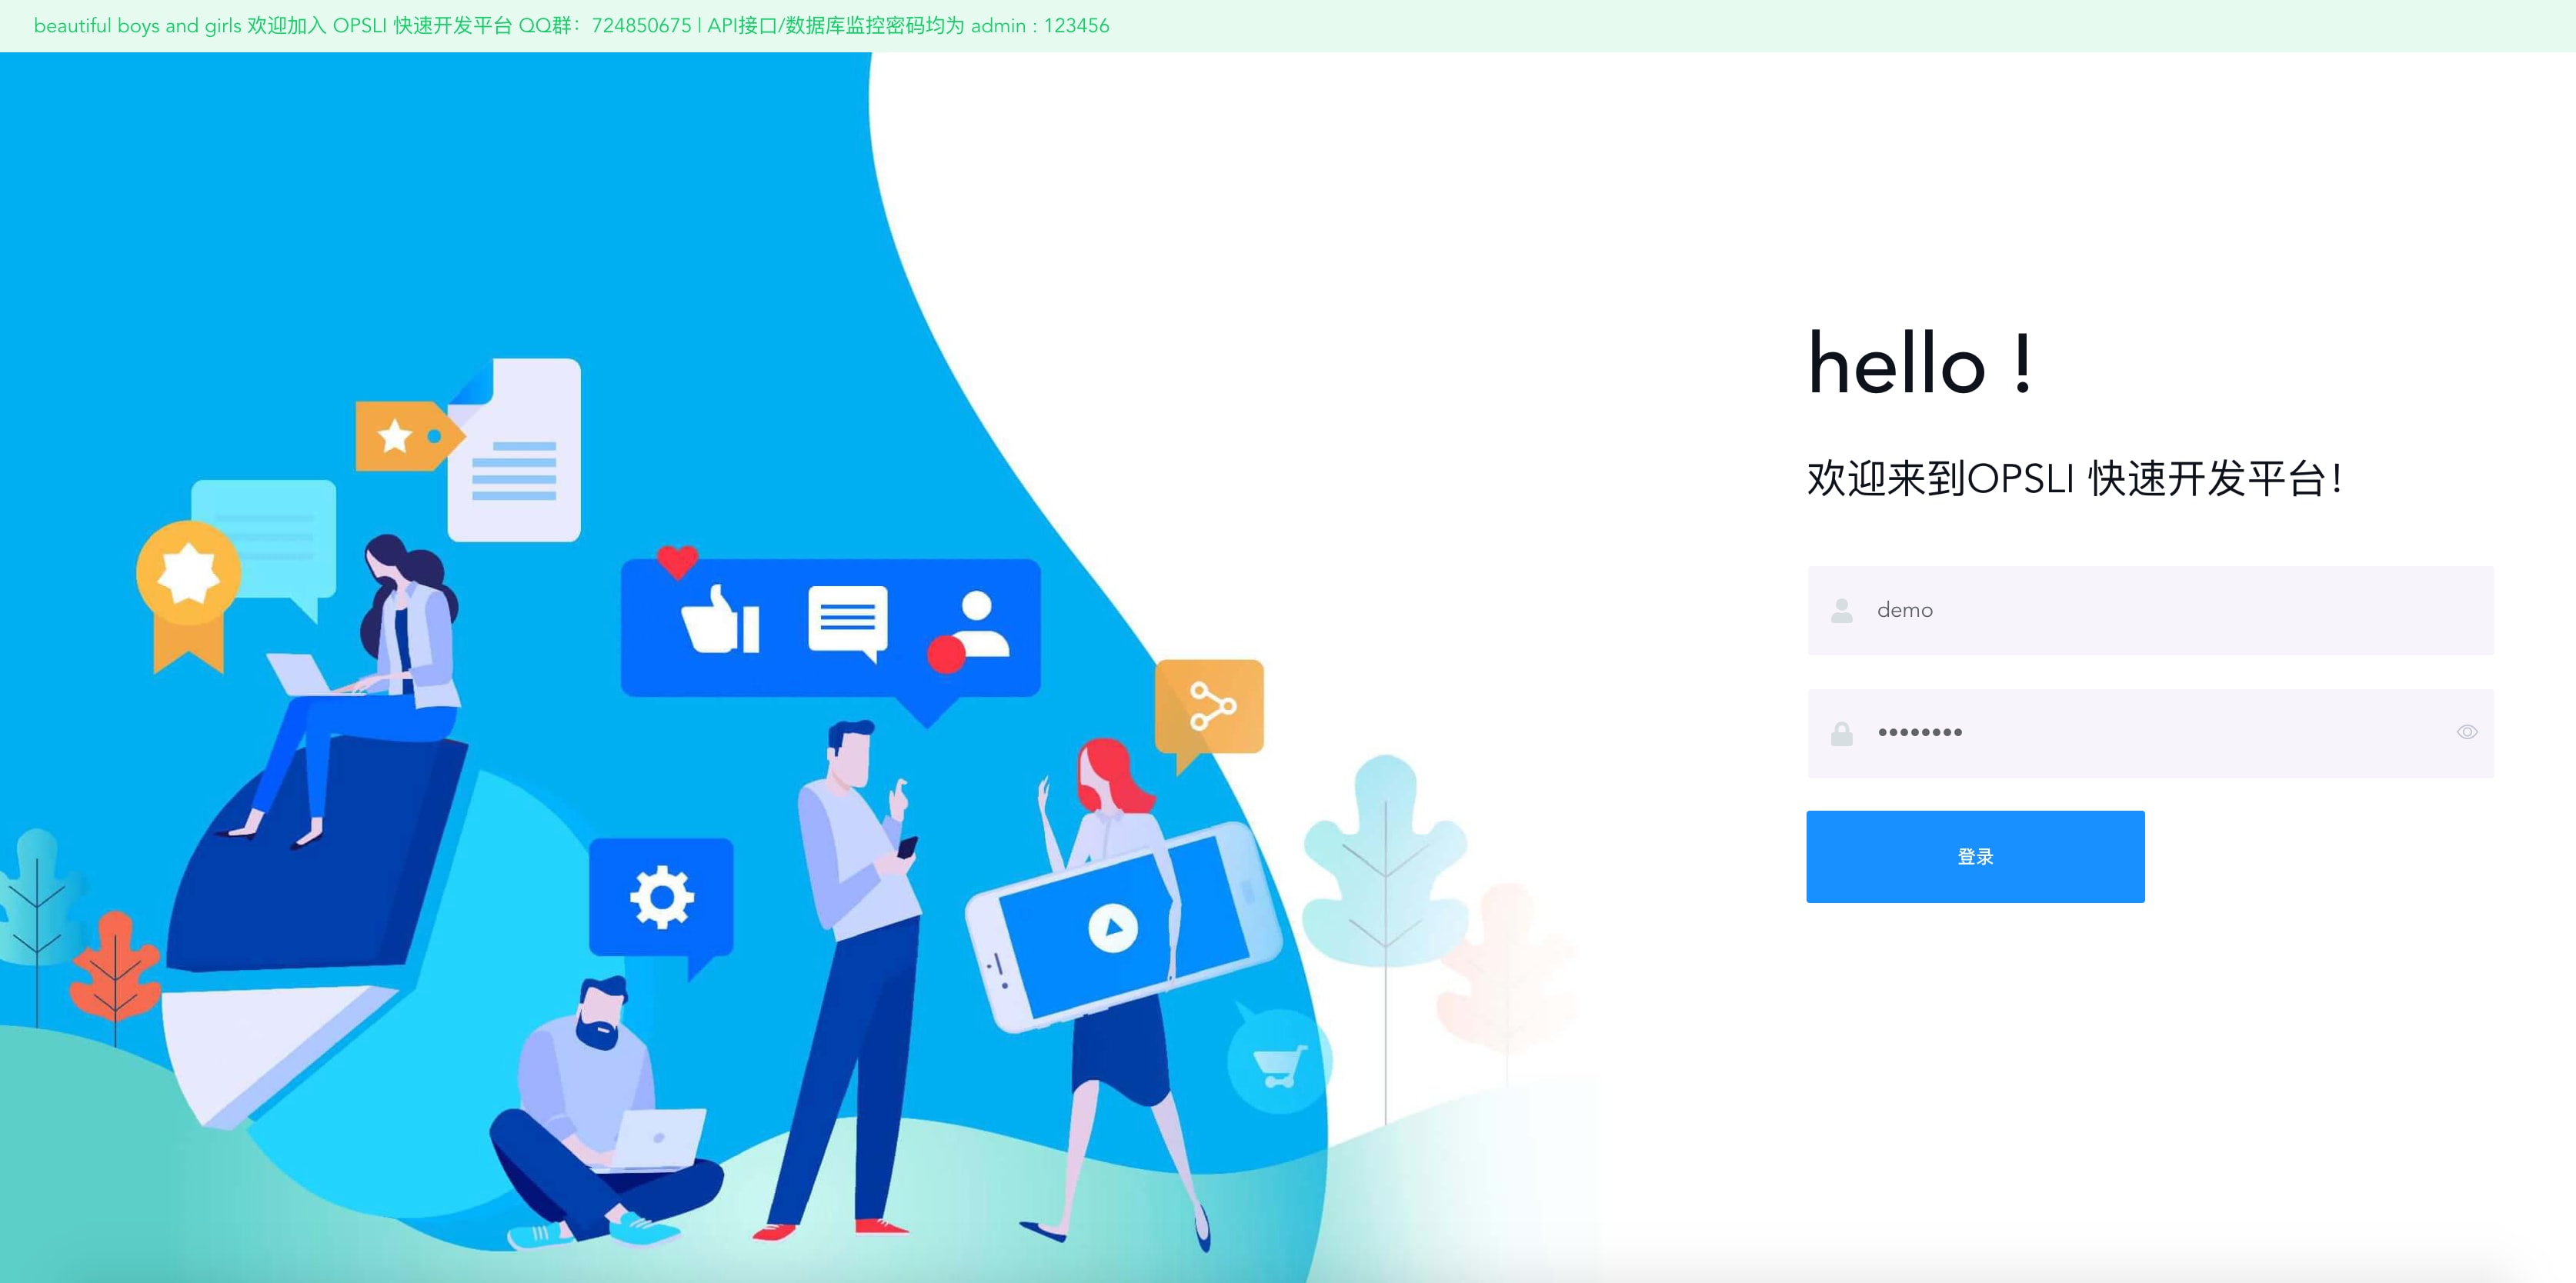 beautiful boys and girls 欢迎加入 OPSLI 快速开发平台 QQ群：724850675 | API接口/数据库监控密码均为 admin : 123456
hello !
欢迎来到OPSLI 快速开发平台！
demo
••••••••
登录